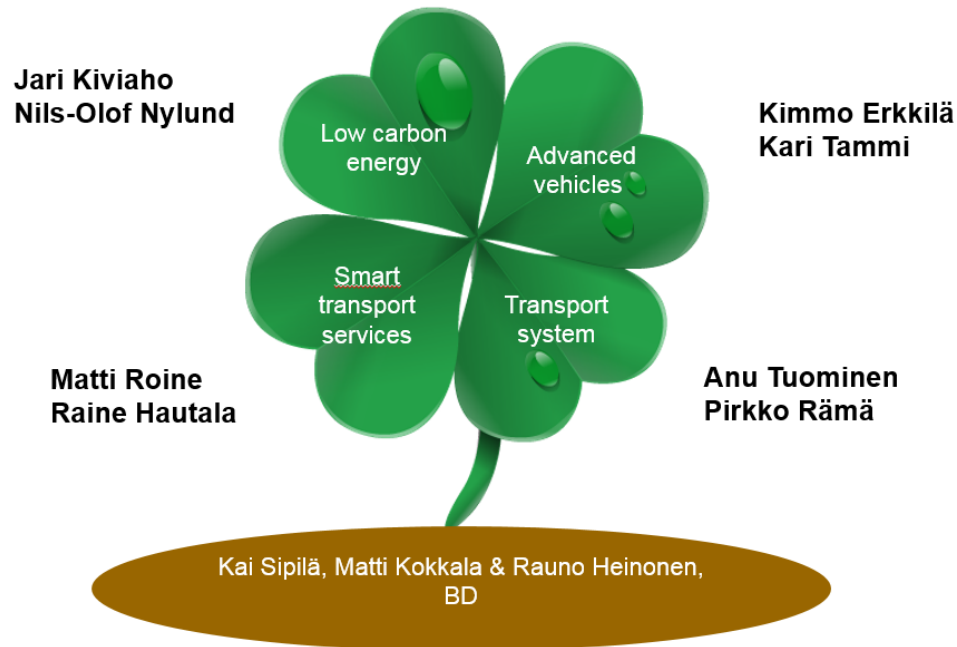 Jari Kiviaho
Nils-Olof Nylund
Low carbon
energy
Advanced
vehicles
Kimmo Erkkilä
Kari Tammi
Smart
transport
services
Transport
system
Matti Roine
Raine Hautala
Anu Tuominen
Pirkko Rämä
Kai Sipilä, Matti Kokkala & Rauno Heinonen,
BD